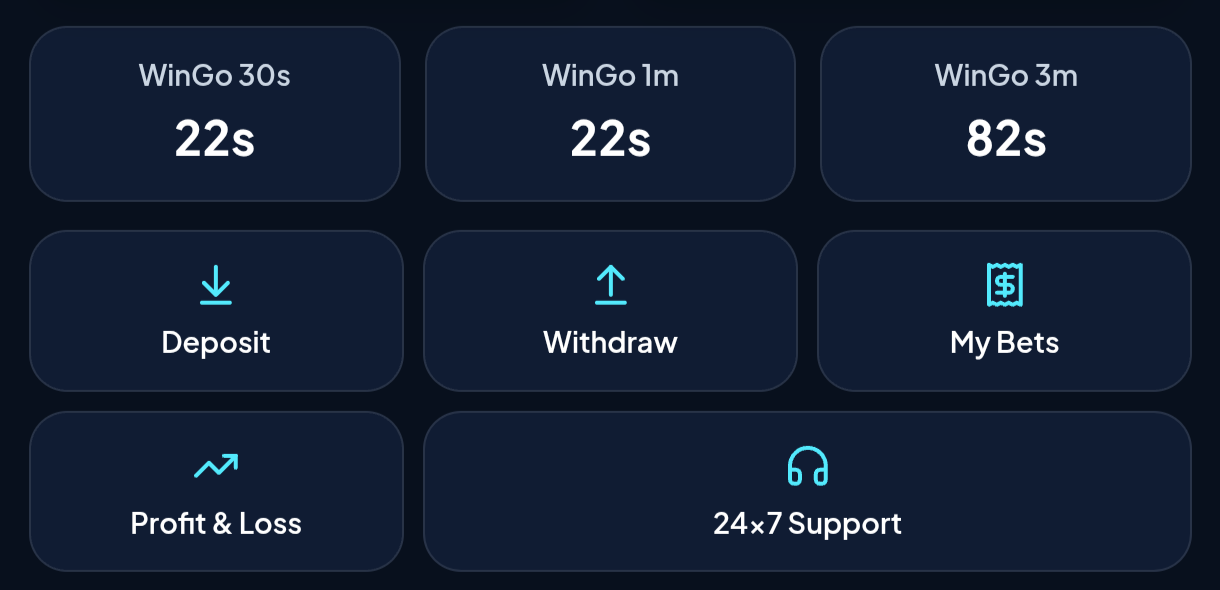 WinGo 30s
22s
WinGo 1m
22s
WinGo 3m
82s
Deposit
Withdraw
My Bets
Profit & Loss
24×7 Support